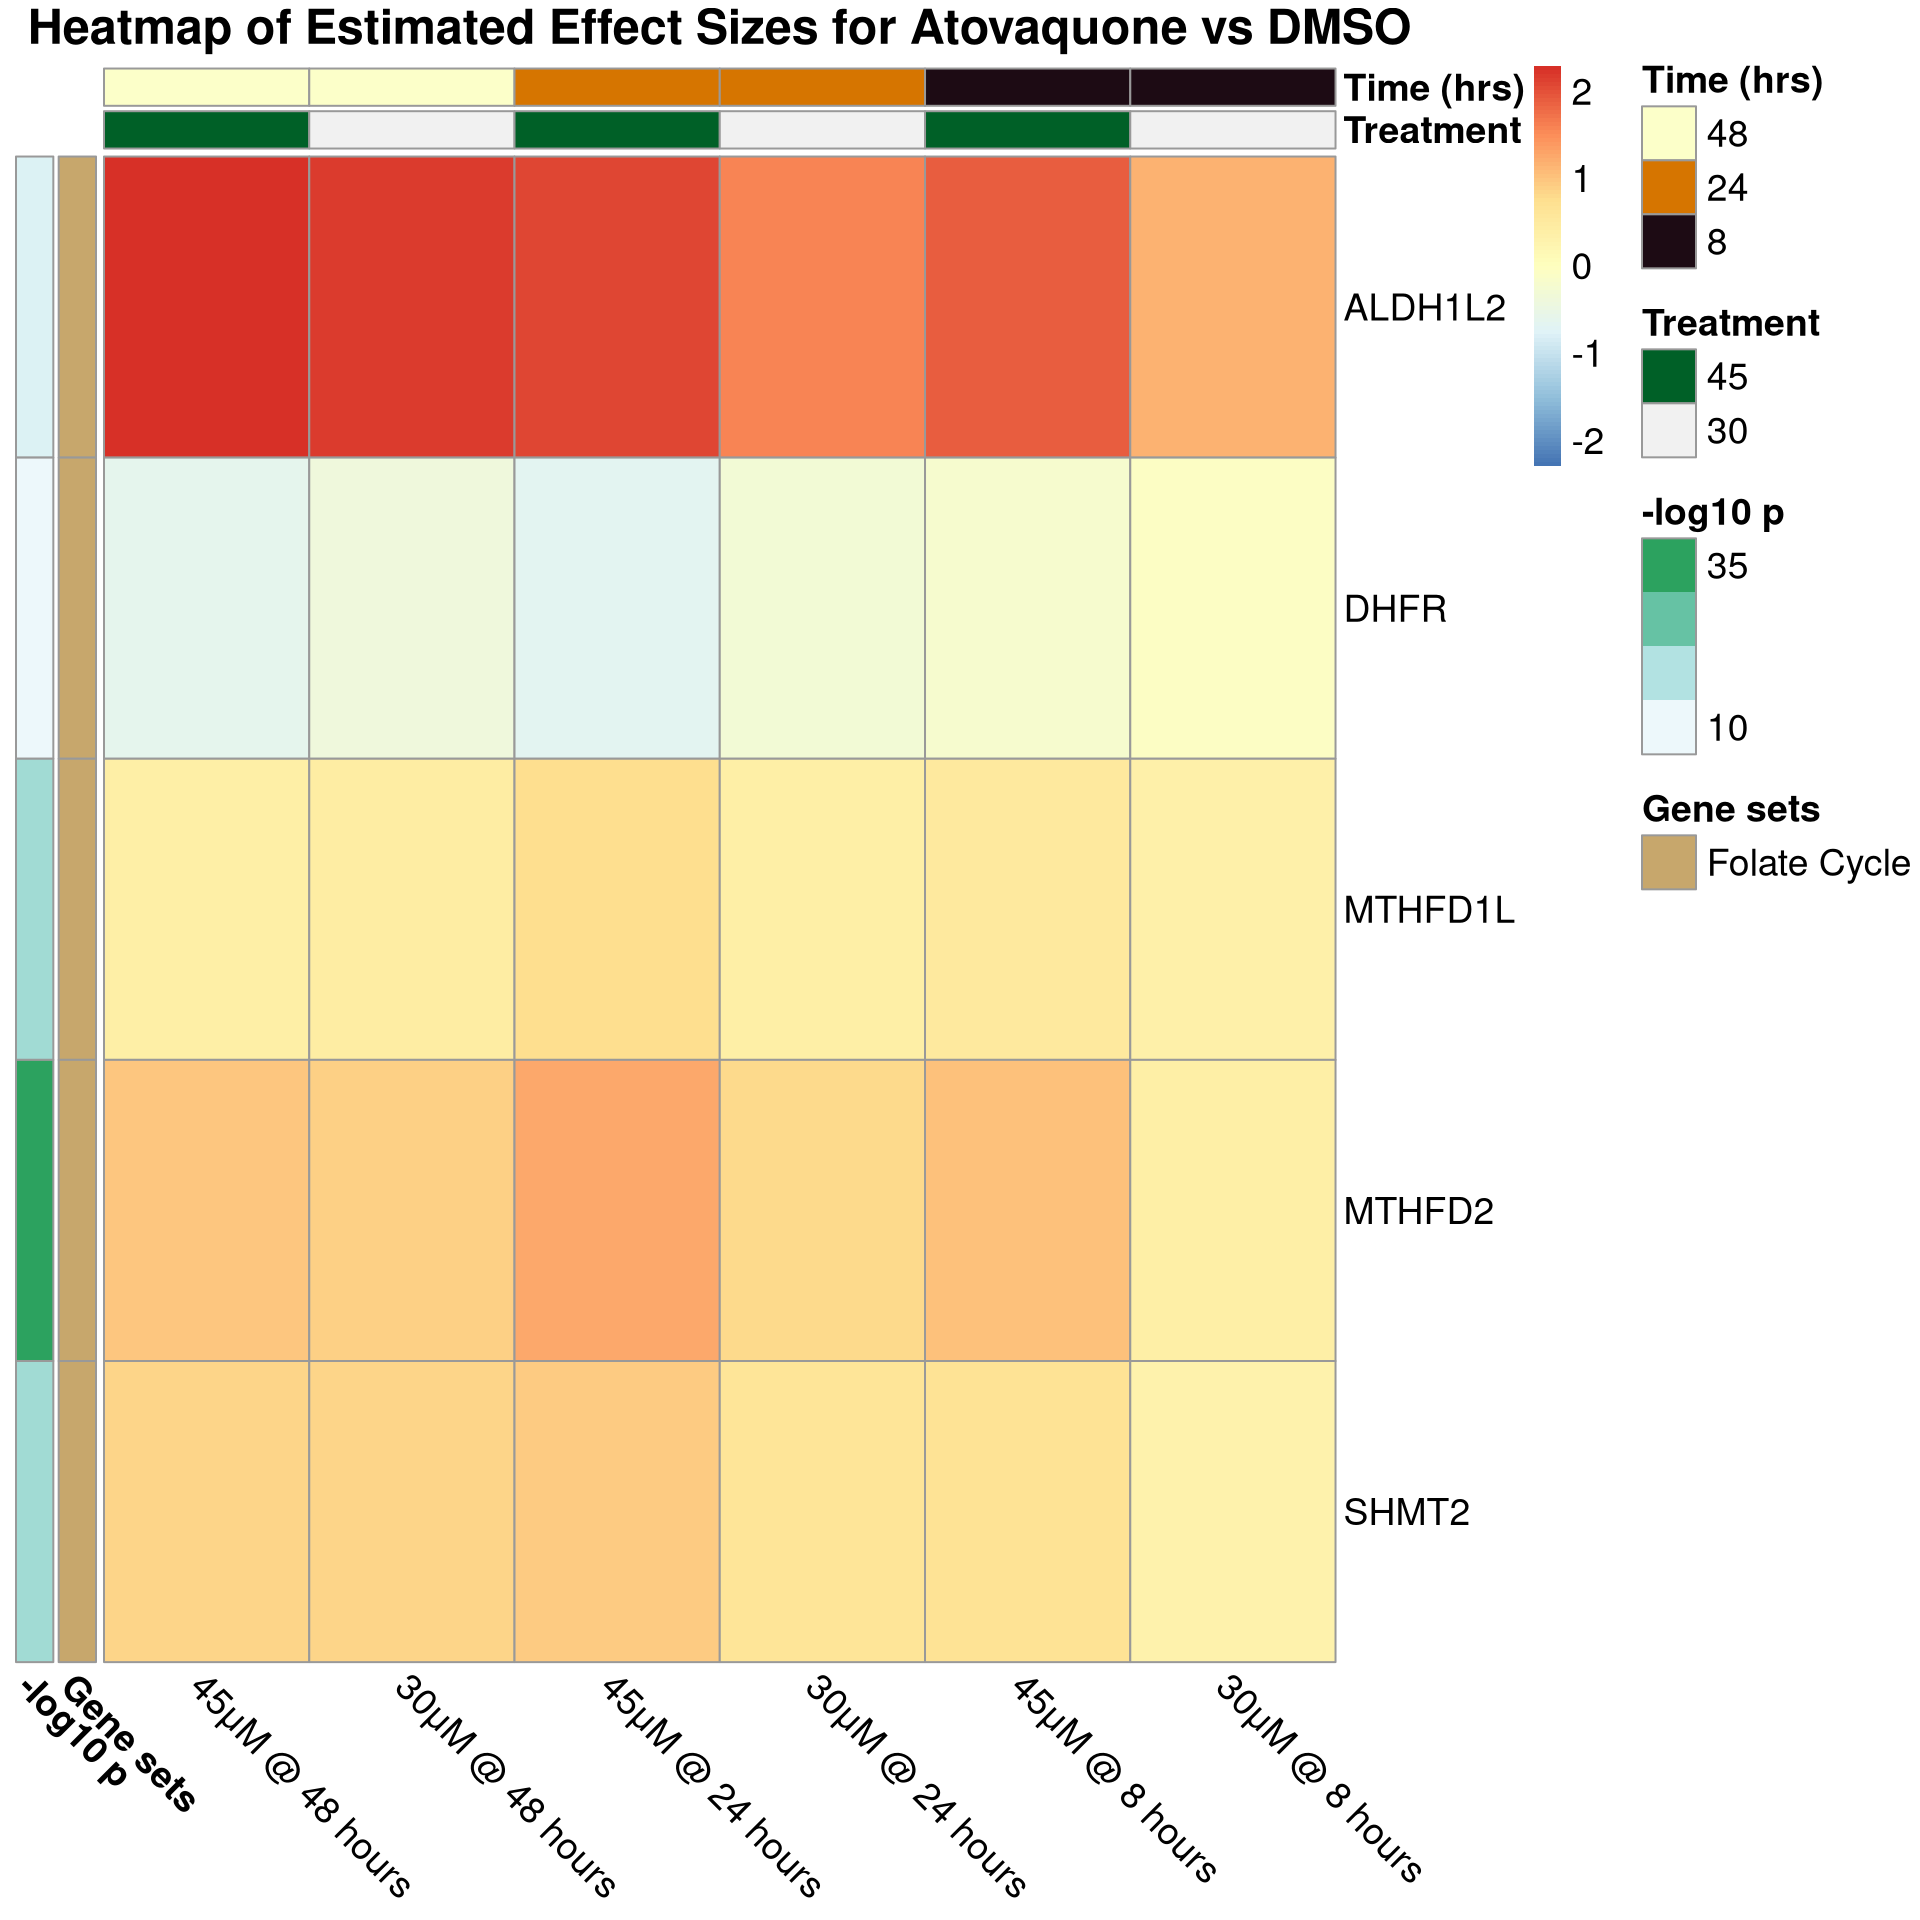 Heatmap of Estimated Effect Sizes for Atovaquone vs DMSO
Time (hrs)
Treatment
2
1
0
-1
-2
Time (hrs)
48
24
8
Treatment
45
30
-log10 p
35
10
Gene sets
Folate Cycle
ALDH1L2
DHFR
MTHFD1L
MTHFD2
SHMT2
-log10 p
Gene sets
45µM @ 48 hours
30µM @ 48 hours
45µM @ 24 hours
30µM @ 24 hours
45µM @ 8 hours
30µM @ 8 hours